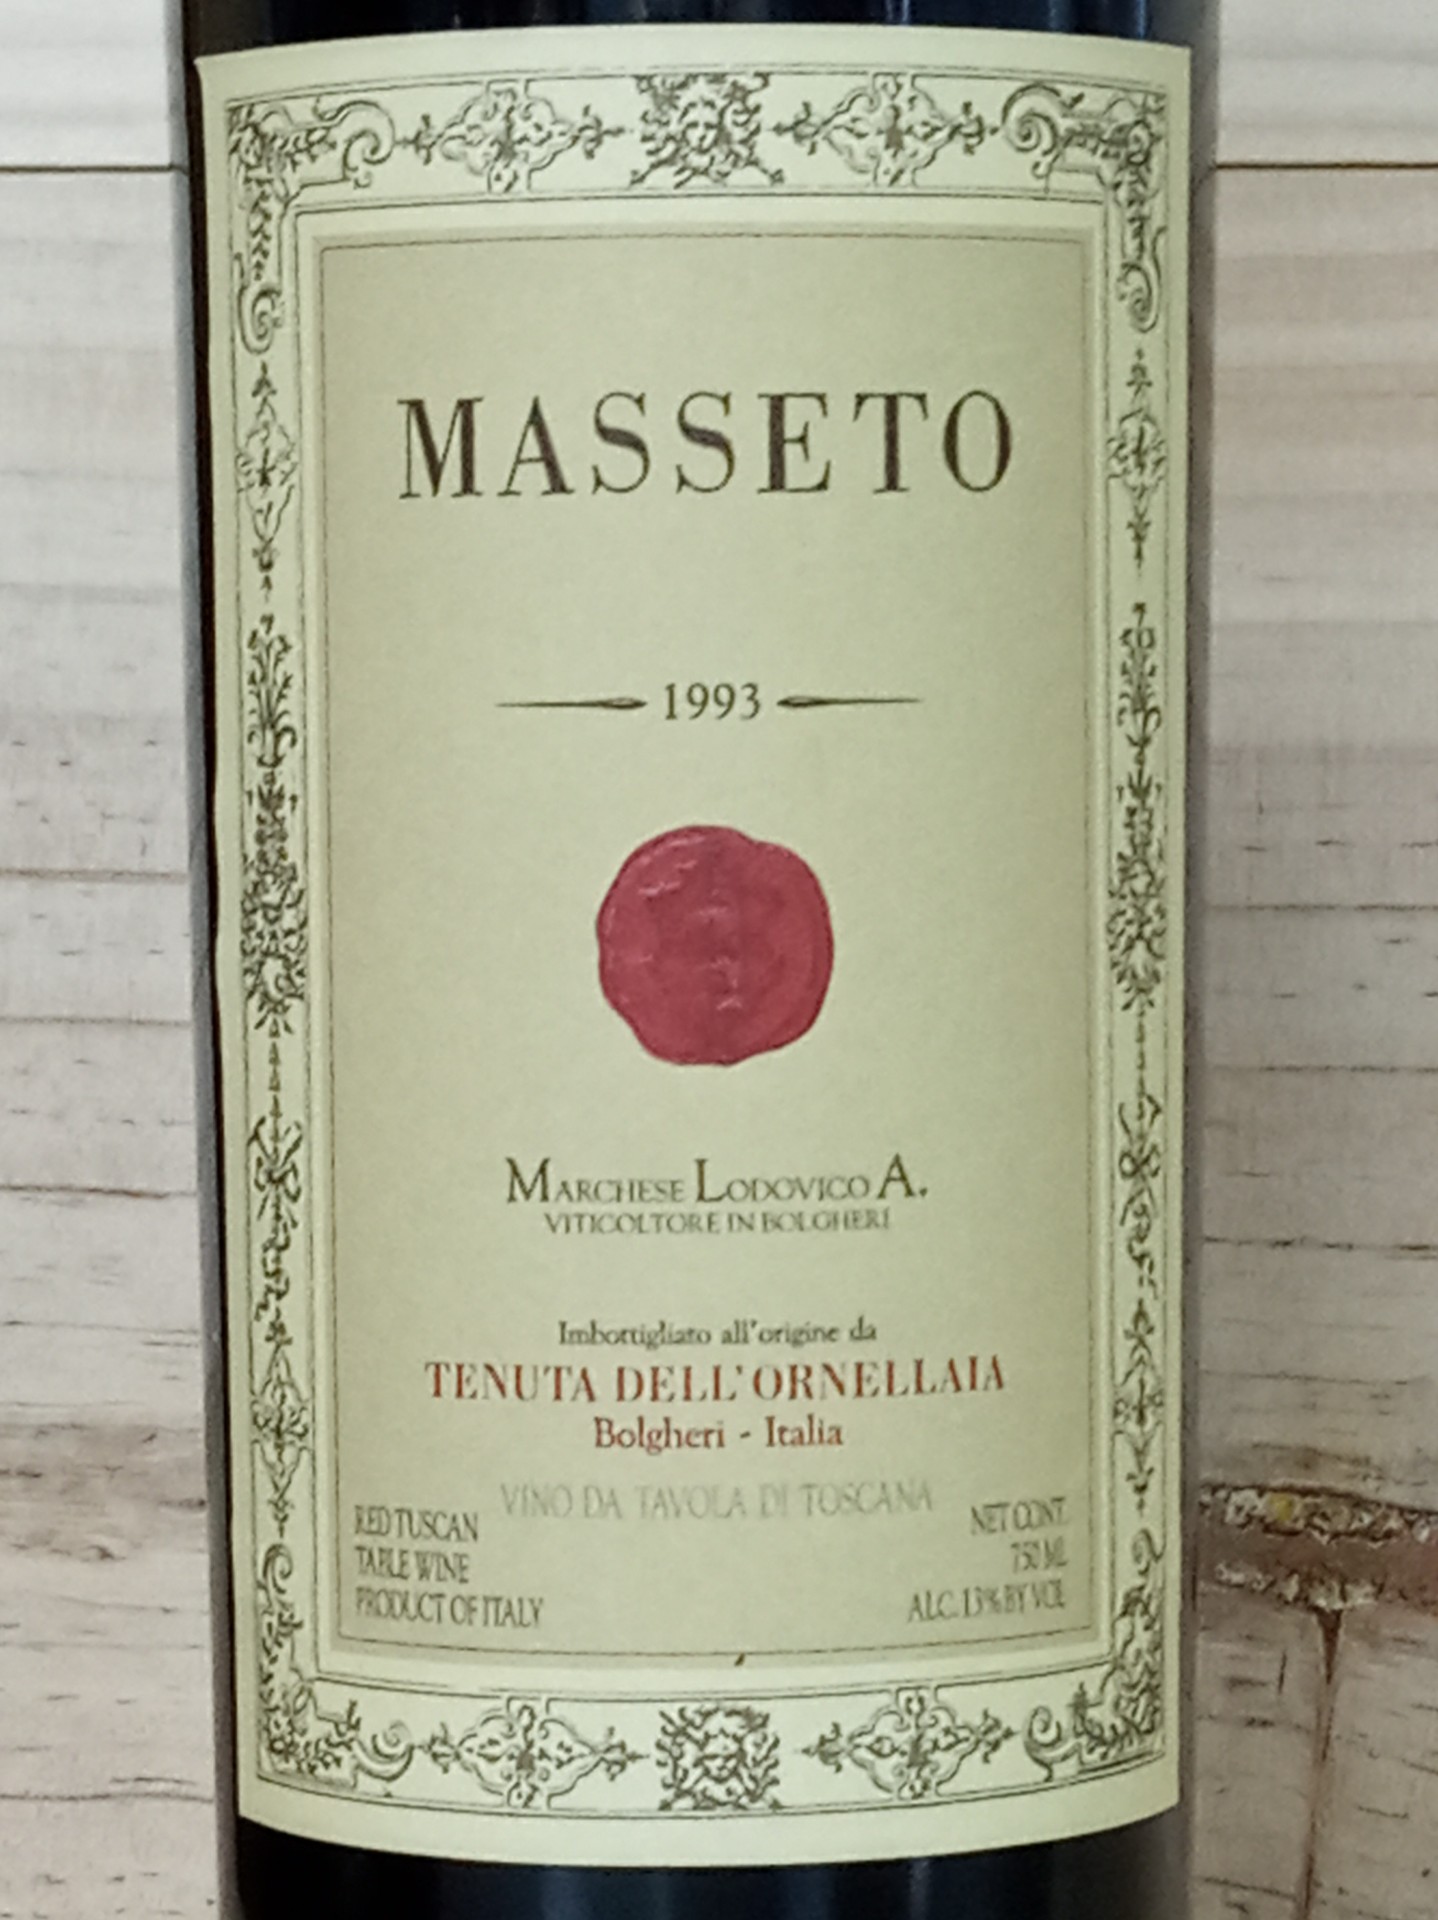 MASSETO
1993
MARCHESE LODOVICO A.
VITICOLTORE IN BOLGHERI
Imbottigliato all'origine da
TENUTA DELL'ORNELLAIA
Bolgheri - Italia
VINO DA TAVOLA DI TOSCANA
RED TUSCAN
TABLE WINE
PRODUCT OF ITALY
NET CONT.
750 ML
ALC. 13% BY VOL